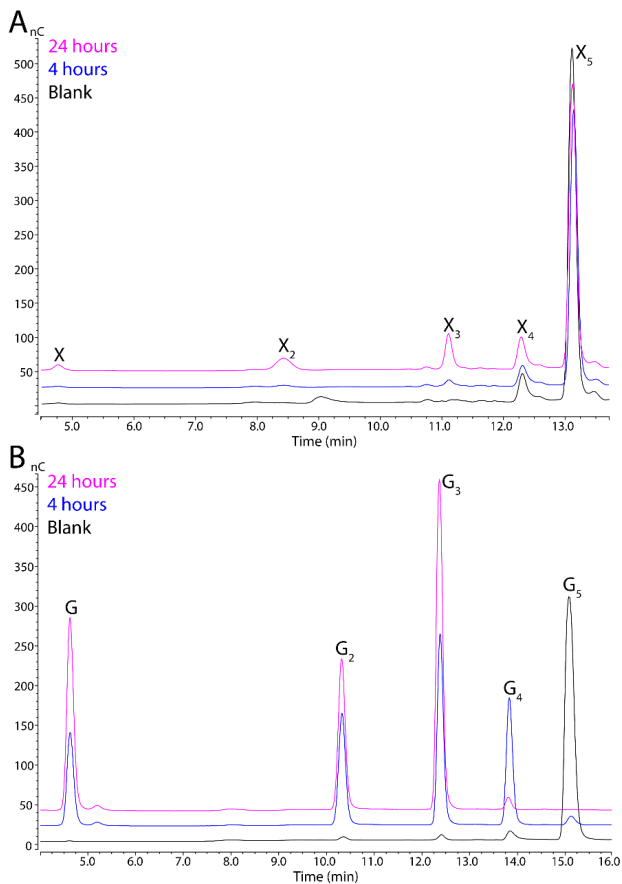 A
nC
24 hours
4 hours
Blank
500
450
400
350
300
250
200
150
100
50
X
X2
X3
X4
X5
5.0 6.0 7.0 8.0 9.0 10.0 11.0 12.0 13.0
Time (min)
B
nC
24 hours
4 hours
Blank
450
400
350
300
250
200
150
100
50
0
G
G2
G3
G4
G5
5.0 6.0 7.0 8.0 9.0 10.0 11.0 12.0 13.0 14.0 15.0 16.0
Time (min)